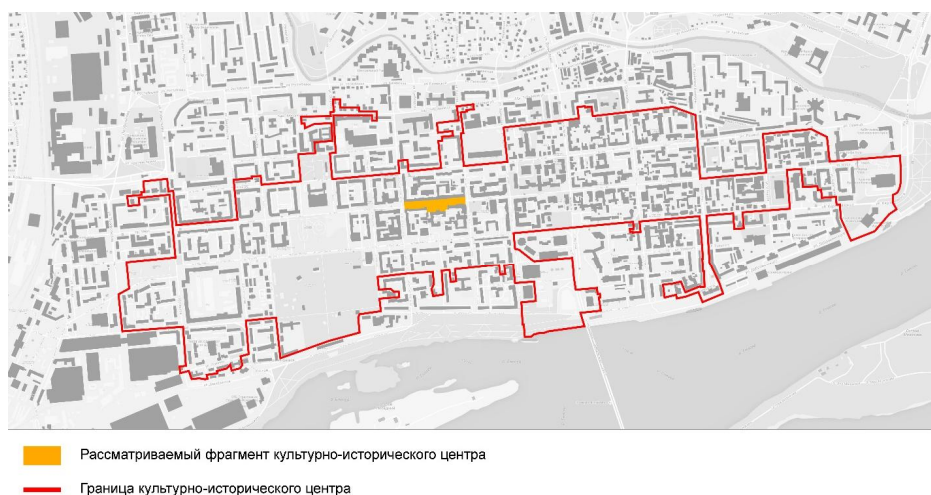 Рассматриваемый фрагмент культурно-исторического центра
Граница культурно-исторического центра